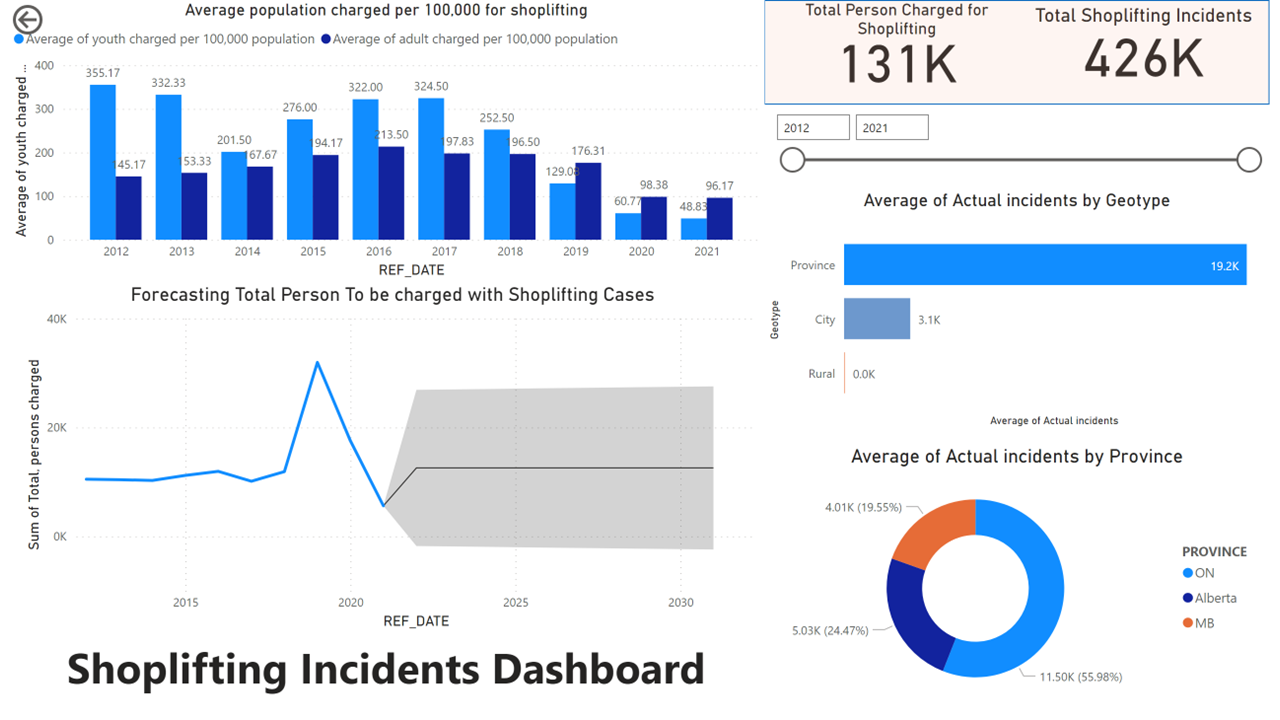 Average population charged per 100,000 for shoplifting
Average of youth charged per 100,000 population
Average of adult charged per 100,000 population
Average of youth charged ...
400
300
200
100
0
355.17
145.17
332.33
153.33
201.50
167.67
276.00
194.17
322.00
213.50
324.50
197.83
252.50
196.50
129.08
176.31
60.77
98.38
48.83
96.17
2012
2013
2014
2015
2016
2017
2018
2019
2020
2021
REF_DATE
Forecasting Total Person To be charged with Shoplifting Cases
Sum of Total, persons charged
40K
20K
0K
2015
2020
2025
2030
REF_DATE
Shoplifting Incidents Dashboard
Total Person Charged for
Shoplifting
131K
Total Shoplifting Incidents
426K
2012
2021
Average of Actual incidents by Geotype
Geotype
Province
19.2K
City
3.1K
Rural
0.0K
Average of Actual incidents
Average of Actual incidents by Province
4.01K (19.55%)
5.03K (24.47%)
11.50K (55.98%)
PROVINCE
ON
Alberta
MB